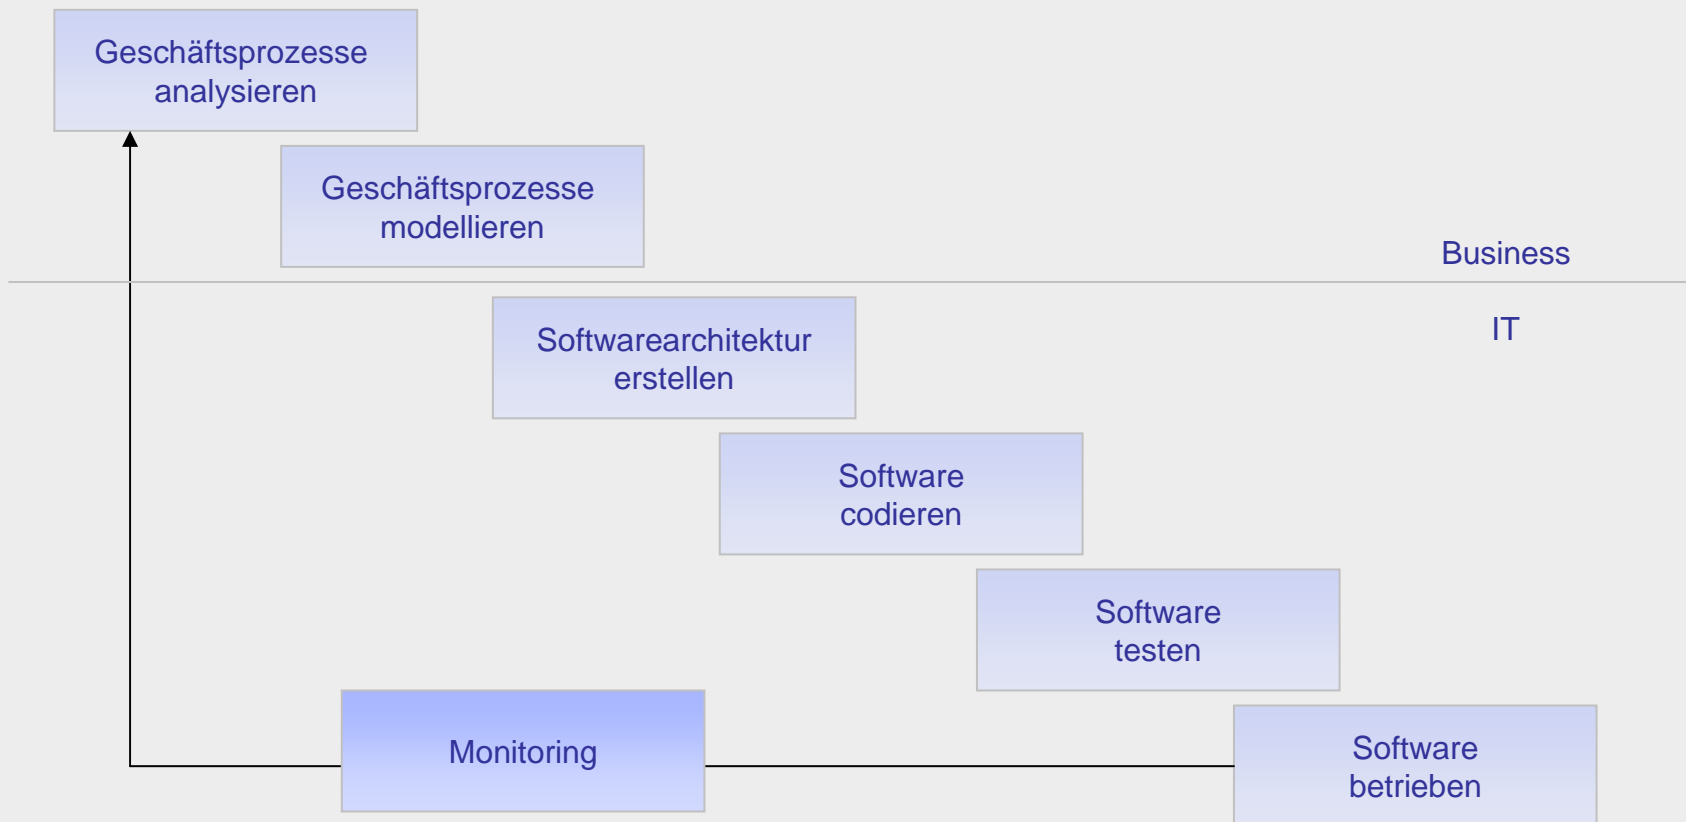 Geschäftsprozesse
analysieren
Geschäftsprozesse
modellieren
Business
IT
Softwarearchitektur
erstellen
Software
codieren
Software
testen
Monitoring
Software
betrieben